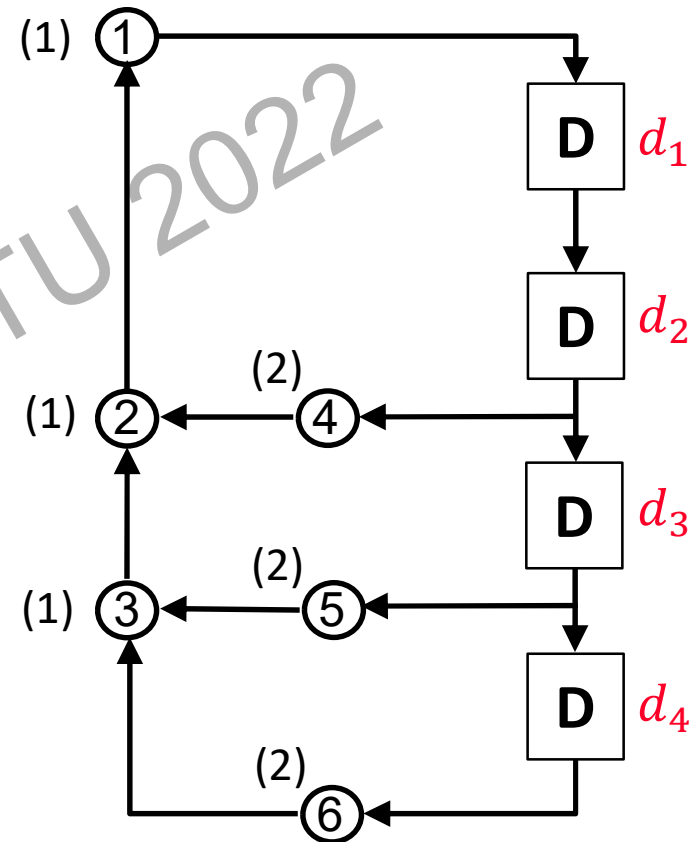 (1) 1
D d₁
TU 2022
D d₂
(2)
(1) 2 4
D d₃
(2)
(1) 3 5
D d₄
(2)
6